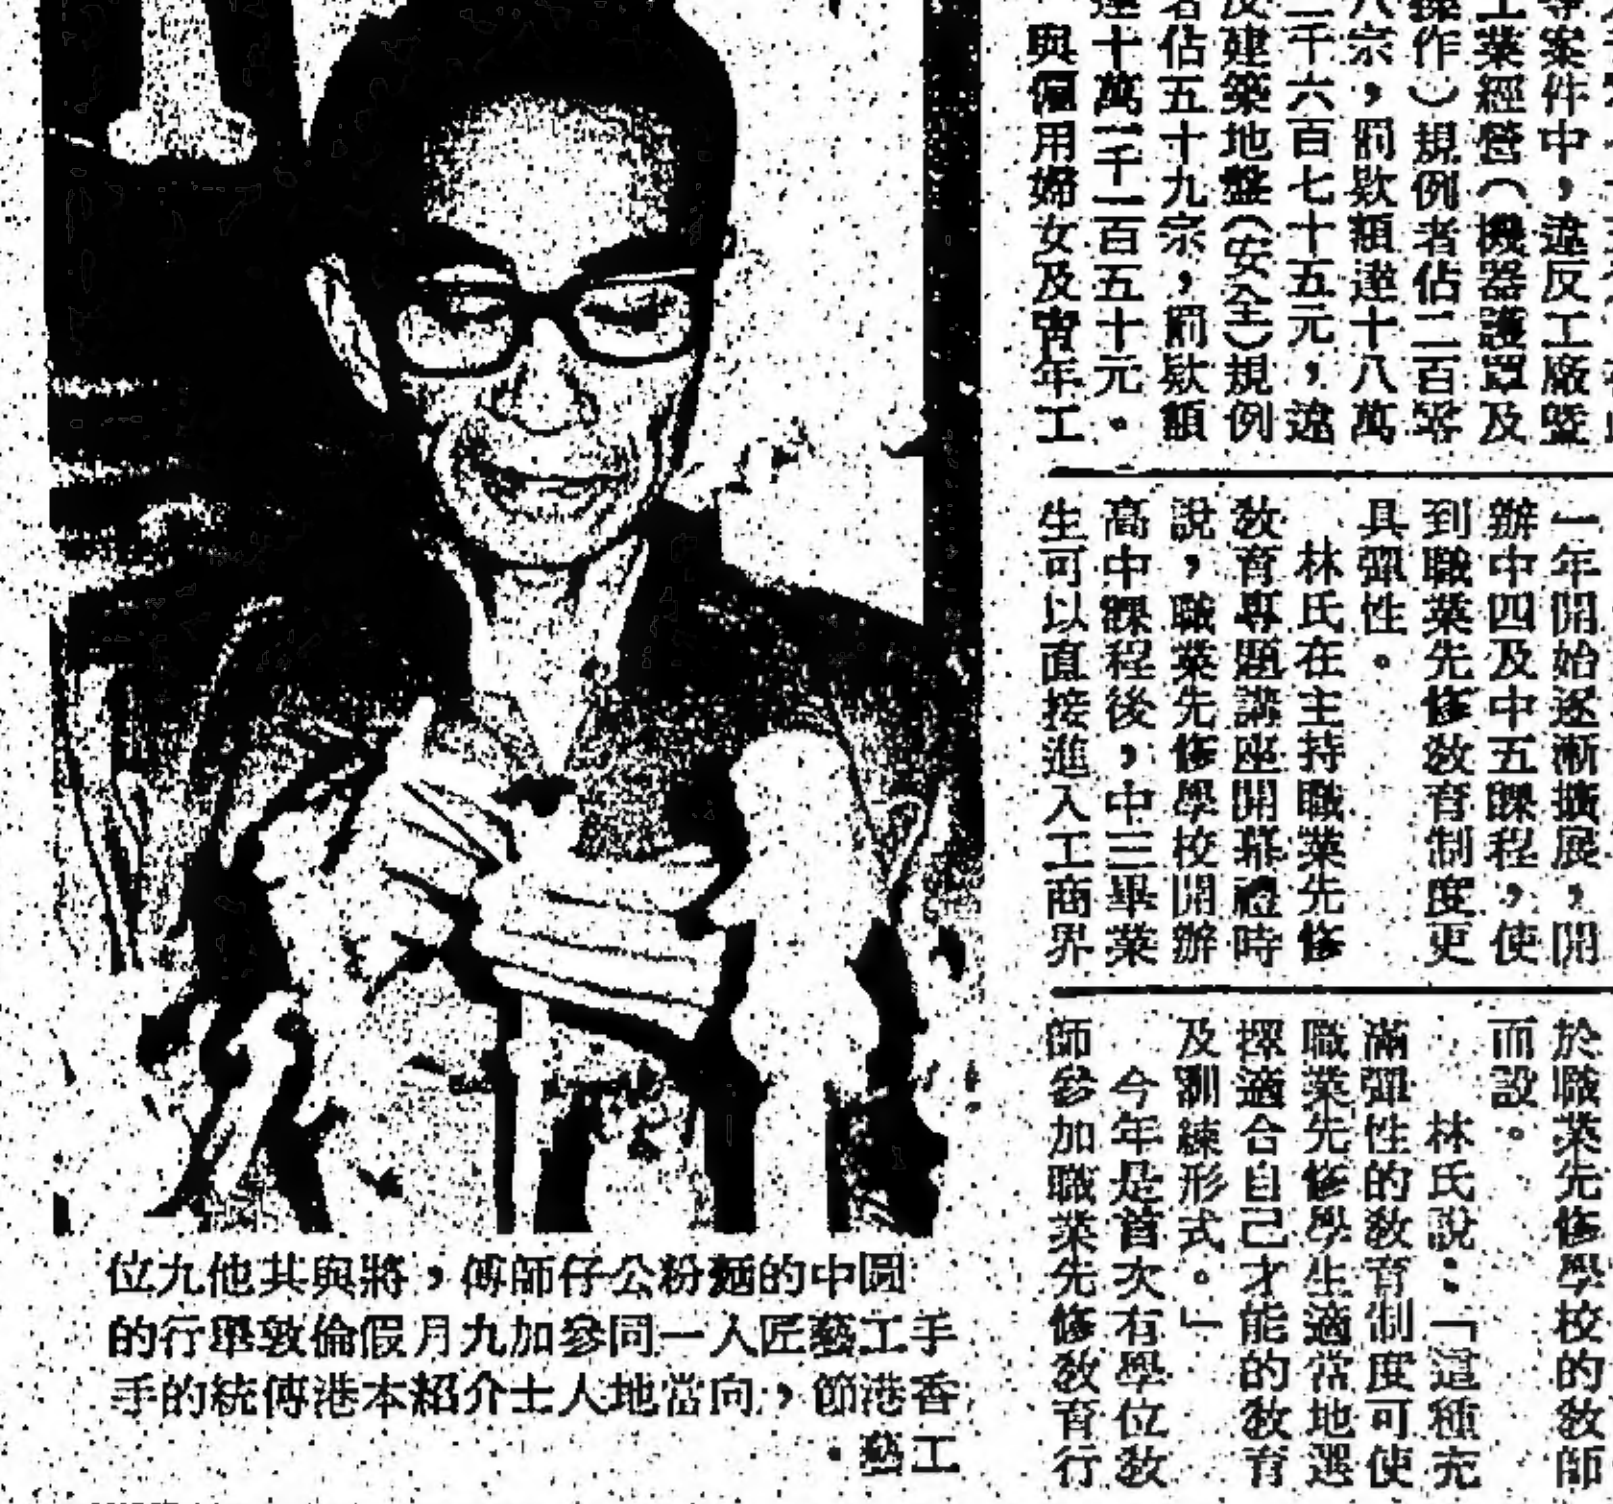 等案件中，違反工廠暨
工業經營（機器護罩及
操作）規例者佔二百零
八宗，罰欵額達十八萬
二千六百七十五元，違
反建築地盤（安全）規例
者佔五十九宗，罰欵額
達十萬一千一百五十元。
與僱用婦女及青年工
一年開始逐漸擴展，開
辦中四及中五課程，使
到職業先修教育制度更
具彈性。
林氏在主持職業先修
教育專題講座開幕禮時
說，職業先修學校開辦
高中課程後，中三畢業
生可以直接進入工商界
於職業先修學校的教師
而設。
林氏說：「這種充
滿彈性的教育制度可使
職業先修學生適當地選
擇適合自己才能的教育
及訓練形式。」
今年是首次有學位教
師參加職業先修教育行
圖中的麵粉公仔師傅，將與其他九位
手工藝匠人一同參加九月假倫敦舉行的
香港節，向當地人士介紹本港傳統的手
工藝。